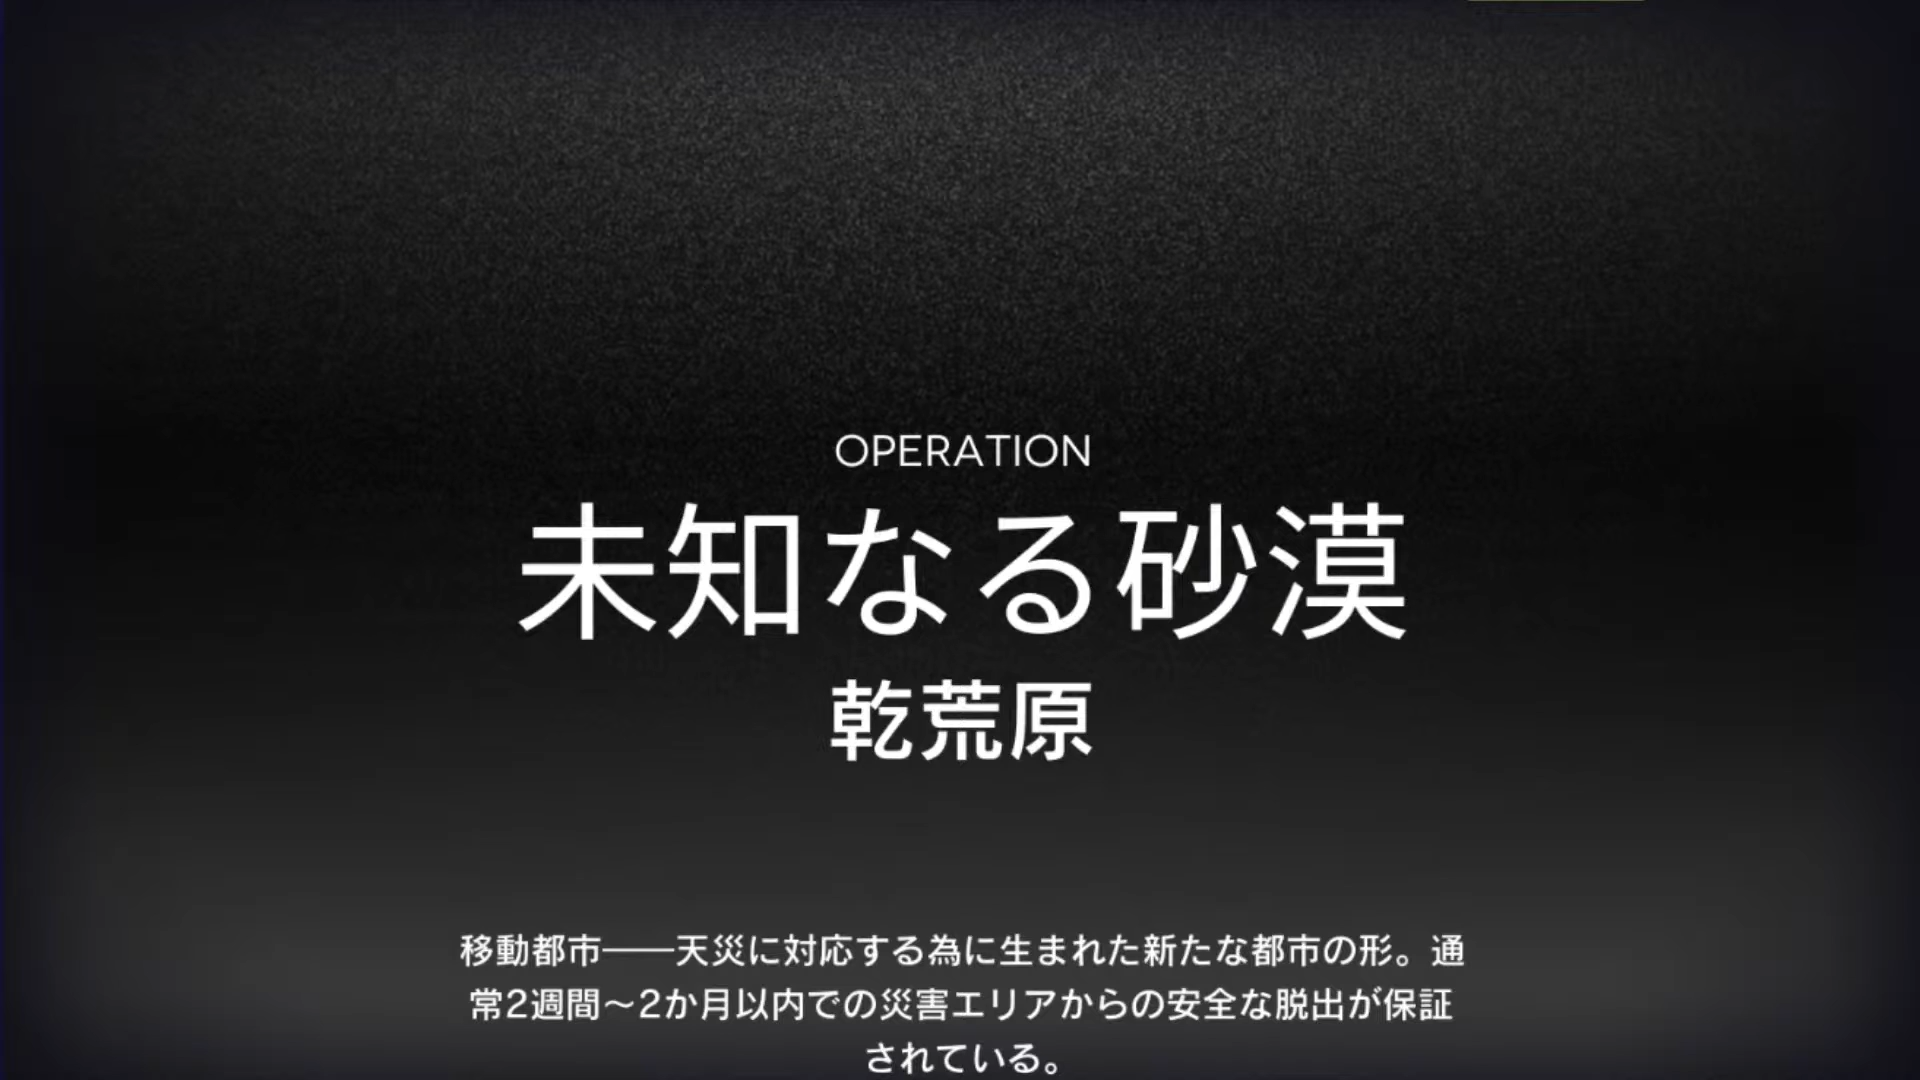 OPERATION
未知なる砂漠
乾荒原
移動都市――天災に対応する為に生まれた新たな都市の形。通
常2週間～2か月以内での災害エリアからの安全な脱出が保証
されている。